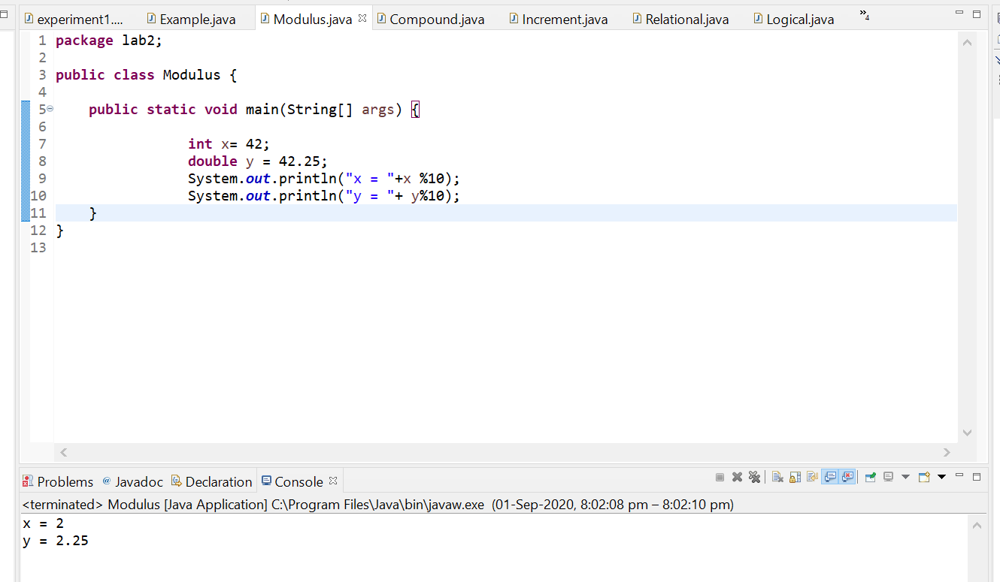 experiment1.... Example.java Modulus.java Compound.java Increment.java Relational.java Logical.java »4
1 package lab2;
2
3 public class Modulus {
4
5 public static void main(String[] args) {
6
7 int x= 42;
8 double y = 42.25;
9 System.out.println("x = "+x %10);
10 System.out.println("y = "+ y%10);
11 }
12 }
13
Problems @ Javadoc Declaration Console
<terminated> Modulus [Java Application] C:\Program Files\Java\bin\javaw.exe (01-Sep-2020, 8:02:08 pm – 8:02:10 pm)
x = 2
y = 2.25